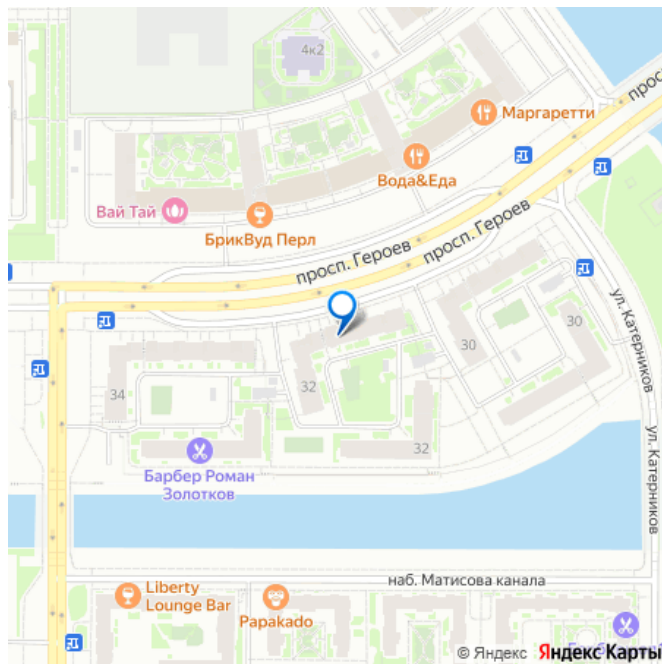 4к2
просп
Маргаретти
Вода&Еда
Вай Тай
БрикВуд Перл
просп. Героев
просп. Героев
ул. Катерников
30
30
34
32
32
ул. Катерников
Барбер Роман
Золотков
наб. Матисова канала
Liberty
Lounge Bar
Papakado
© Яндекс Яндекс Карты